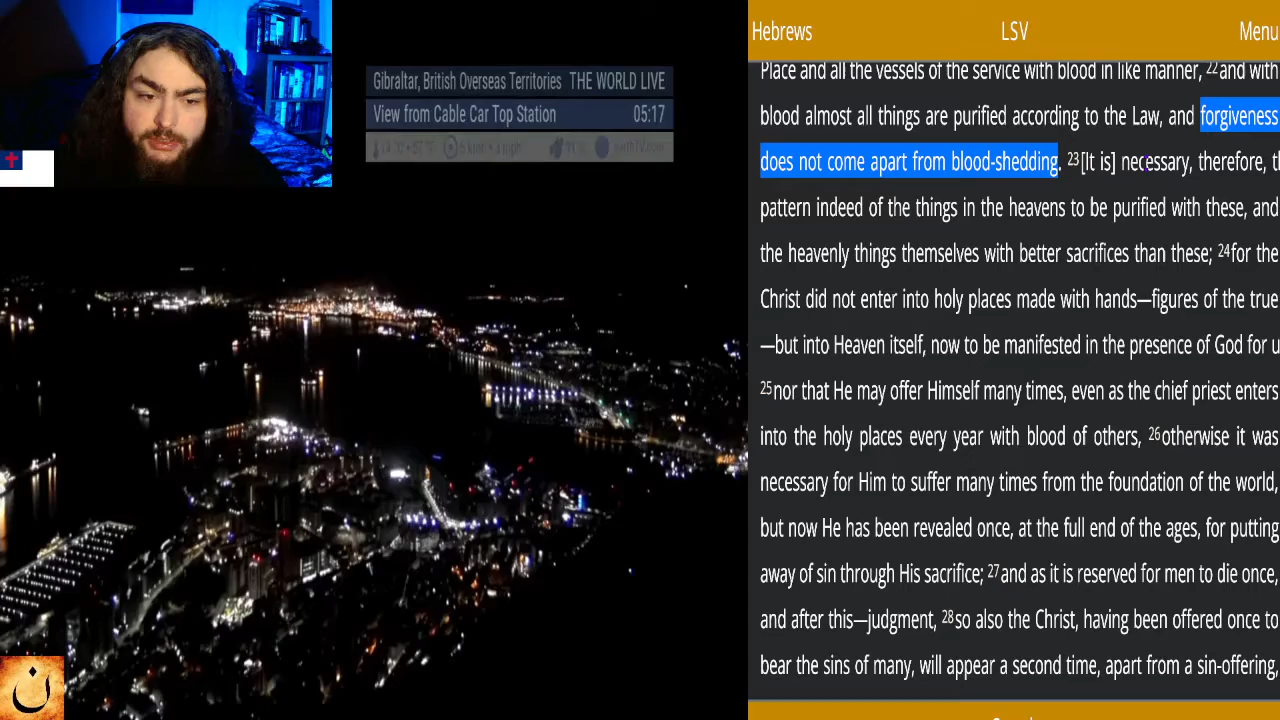 Gibraltar, British Overseas Territories THE WORLD LIVE
View from Cable Car Top Station 05:17
earthTV.com
ن
Hebrews LSV Menu
Place and all the vessels of the service with blood in like manner, 22and with
blood almost all things are purified according to the Law, and forgiveness
does not come apart from blood-shedding. 23[It is] necessary, therefore,
pattern indeed of the things in the heavens to be purified with these, and
the heavenly things themselves with better sacrifices than these; 24for the
Christ did not enter into holy places made with hands—figures of the true
—but into Heaven itself, now to be manifested in the presence of God for
25nor that He may offer Himself many times, even as the chief priest enters
into the holy places every year with blood of others, 26otherwise it was
necessary for Him to suffer many times from the foundation of the world,
but now He has been revealed once, at the full end of the ages, for putting
away of sin through His sacrifice; 27and as it is reserved for men to die once,
and after this—judgment, 28so also the Christ, having been offered once to
bear the sins of many, will appear a second time, apart from a sin-offering,